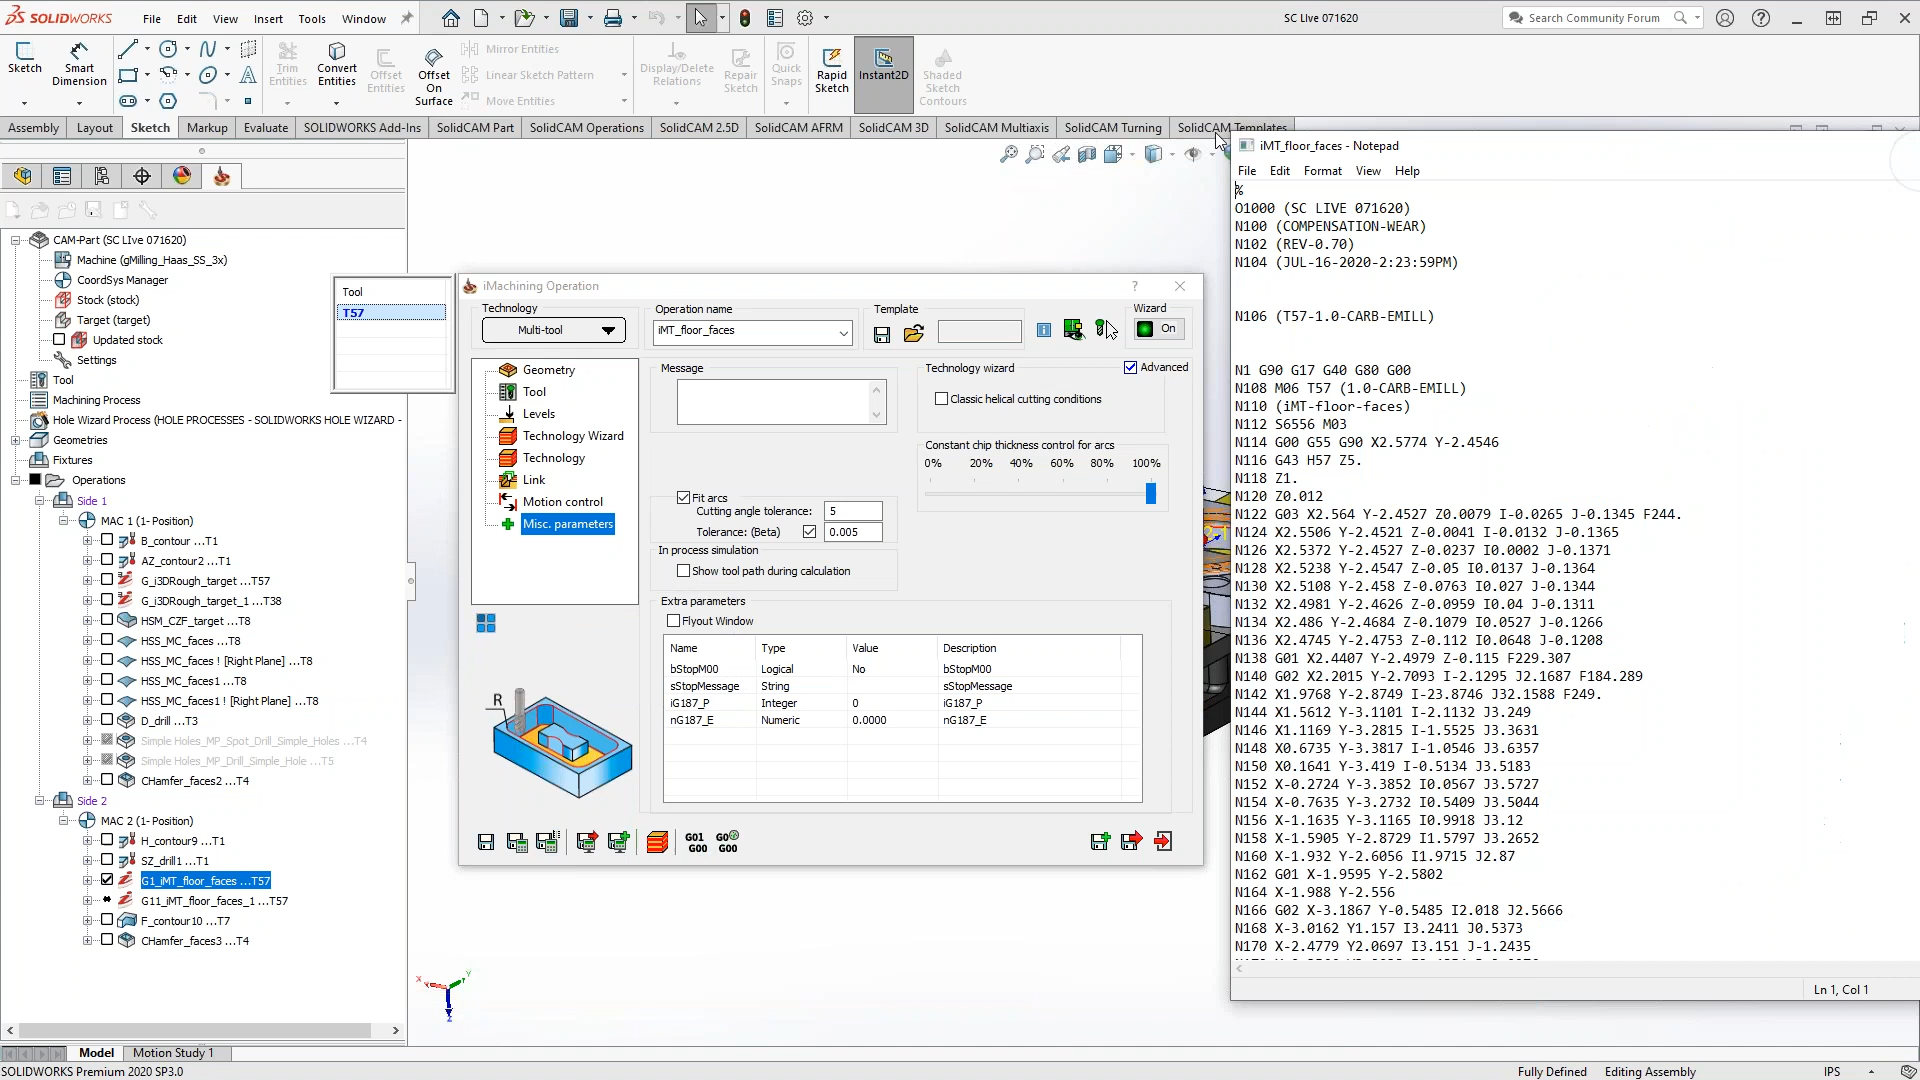 SOLIDWORKS File Edit View Insert Tools Window
SC LIve 071620
Search Community Forum
Sketch
Smart Dimension
Trim Entities
Convert Entities
Offset Entities
Offset On Surface
Mirror Entities
Linear Sketch Pattern
Move Entities
Display/Delete Relations
Repair Sketch
Quick Snaps
Rapid Sketch
Instant2D
Shaded Sketch Contours
Assembly Layout Sketch Markup Evaluate SOLIDWORKS Add-Ins SolidCAM Part SolidCAM Operations SolidCAM 2.5D SolidCAM AFRM SolidCAM 3D SolidCAM Multiaxis SolidCAM Turning SolidCAM Templates
CAM-Part (SC LIve 071620)
Machine (gMilling_Haas_SS_3x)
CoordSys Manager
Stock (stock)
Target (target)
Updated stock
Settings
Tool
Machining Process
Hole Wizard Process (HOLE PROCESSES - SOLIDWORKS HOLE WIZARD -
Geometries
Fixtures
Operations
Side 1
MAC 1 (1- Position)
B_contour ...T1
AZ_contour2 ...T1
G_i3DRough_target ...T57
G_i3DRough_target_1 ...T38
HSM_CZF_target ...T8
HSS_MC_faces ...T8
HSS_MC_faces ! [Right Plane] ...T8
HSS_MC_faces1 ...T8
HSS_MC_faces1 ! [Right Plane] ...T8
D_drill ...T3
Simple Holes_MP_Spot_Drill_Simple_Holes ...T4
Simple Holes_MP_Drill_Simple_Hole ...T5
CHamfer_faces2 ...T4
Side 2
MAC 2 (1- Position)
H_contour9 ...T1
SZ_drill1 ...T1
G1_iMT_floor_faces ...T57
G11_iMT_floor_faces_1 ...T57
F_contour10 ...T7
CHamfer_faces3 ...T4
Tool
T57
iMachining Operation
?
Technology
Multi-tool
Operation name
iMT_floor_faces
Template
Wizard
On
Geometry
Tool
Levels
Technology Wizard
Technology
Link
Motion control
Misc. parameters
Message
Technology wizard
Advanced
Classic helical cutting conditions
Constant chip thickness control for arcs
0% 20% 40% 60% 80% 100%
Fit arcs
Cutting angle tolerance: 5
Tolerance: (Beta) 0.005
In process simulation
Show tool path during calculation
Extra parameters
Flyout Window
Name Type Value Description
bStopM00 Logical No bStopM00
sStopMessage String sStopMessage
iG187_P Integer 0 iG187_P
nG187_E Numeric 0.0000 nG187_E
R
G01 G00
G0 G00
iMT_floor_faces - Notepad
File Edit Format View Help
%
O1000 (SC LIVE 071620)
N100 (COMPENSATION-WEAR)
N102 (REV-0.70)
N104 (JUL-16-2020-2:23:59PM)
N106 (T57-1.0-CARB-EMILL)
N1 G90 G17 G40 G80 G00
N108 M06 T57 (1.0-CARB-EMILL)
N110 (iMT-floor-faces)
N112 S6556 M03
N114 G00 G55 G90 X2.5774 Y-2.4546
N116 G43 H57 Z5.
N118 Z1.
N120 Z0.012
N122 G03 X2.564 Y-2.4527 Z0.0079 I-0.0265 J-0.1345 F244.
N124 X2.5506 Y-2.4521 Z-0.0041 I-0.0132 J-0.1365
N126 X2.5372 Y-2.4527 Z-0.0237 I0.0002 J-0.1371
N128 X2.5238 Y-2.4547 Z-0.05 I0.0137 J-0.1364
N130 X2.5108 Y-2.458 Z-0.0763 I0.027 J-0.1344
N132 X2.4981 Y-2.4626 Z-0.0959 I0.04 J-0.1311
N134 X2.486 Y-2.4684 Z-0.1079 I0.0527 J-0.1266
N136 X2.4745 Y-2.4753 Z-0.112 I0.0648 J-0.1208
N138 G01 X2.4407 Y-2.4979 Z-0.115 F229.307
N140 G02 X2.2015 Y-2.7093 I-2.1295 J2.1687 F184.289
N142 X1.9768 Y-2.8749 I-23.8746 J32.1588 F249.
N144 X1.5612 Y-3.1101 I-2.1132 J3.249
N146 X1.1169 Y-3.2815 I-1.5525 J3.3631
N148 X0.6735 Y-3.3817 I-1.0546 J3.6357
N150 X0.1641 Y-3.419 I-0.5134 J3.5183
N152 X-0.2724 Y-3.3852 I0.0567 J3.5727
N154 X-0.7635 Y-3.2732 I0.5409 J3.5044
N156 X-1.1635 Y-3.1165 I0.9918 J3.12
N158 X-1.5905 Y-2.8729 I1.5797 J3.2652
N160 X-1.932 Y-2.6056 I1.9715 J2.87
N162 G01 X-1.9595 Y-2.5802
N164 X-1.988 Y-2.556
N166 G02 X-3.1867 Y-0.5485 I2.018 J2.5666
N168 X-3.0162 Y1.157 I3.2411 J0.5373
N170 X-2.4779 Y2.0697 I3.151 J-1.2435
Ln 1, Col 1
X Y Z
Model Motion Study 1
SOLIDWORKS Premium 2020 SP3.0
Fully Defined Editing Assembly IPS